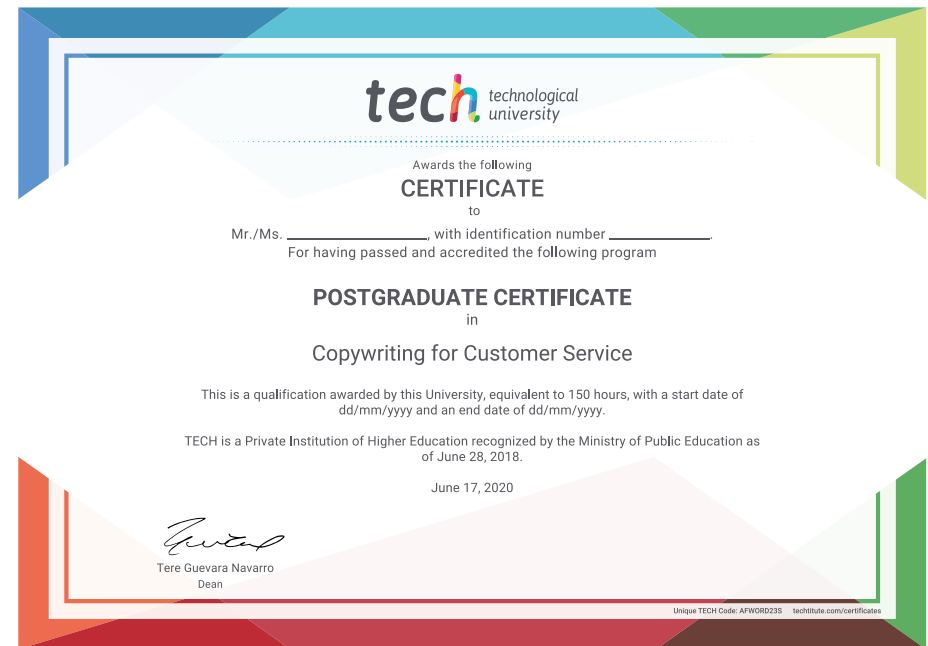 tech technological
university
Awards the following
CERTIFICATE
to
Mr./Ms. ____________________, with identification number ______________.
For having passed and accredited the following program
POSTGRADUATE CERTIFICATE
in
Copywriting for Customer Service
This is a qualification awarded by this University, equivalent to 150 hours, with a start date of
dd/mm/yyyy and an end date of dd/mm/yyyy.
TECH is a Private Institution of Higher Education recognized by the Ministry of Public Education as
of June 28, 2018.
June 17, 2020
Tere Guevara Navarro
Dean
Unique TECH Code: AFWORD23S techtitute.com/certificates